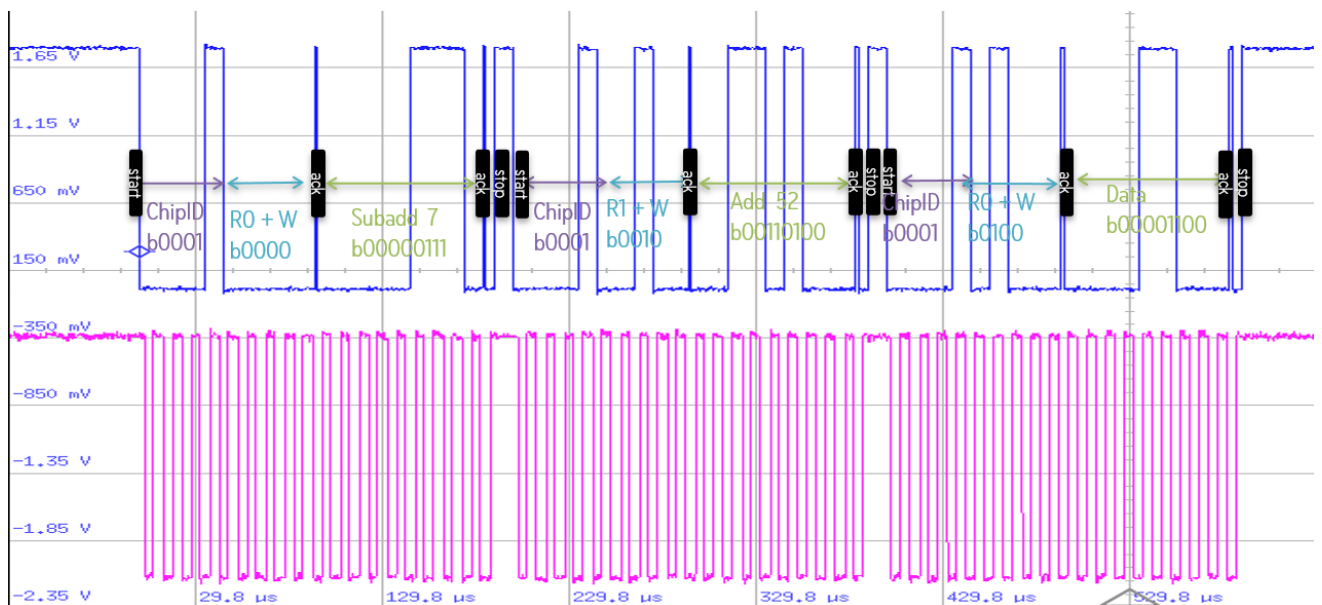 1.65 V
1.15 V
650 mV
150 mV
-350 mV
-850 mV
-1.35 V
-1.85 V
-2.35 V
start
ChipID
b0001
R0 + W
b0000
ack
Subadd 7
b00000111
ack
stop
start
ChipID
b0001
R1 + W
b0010
ack
Add 52
b00110100
ack
stop
start
ChipID
b0001
R0 + W
b0100
ack
Data
b00001100
ack
stop
29.8 µs
129.8 µs
229.8 µs
329.8 µs
429.8 µs
529.8 µs